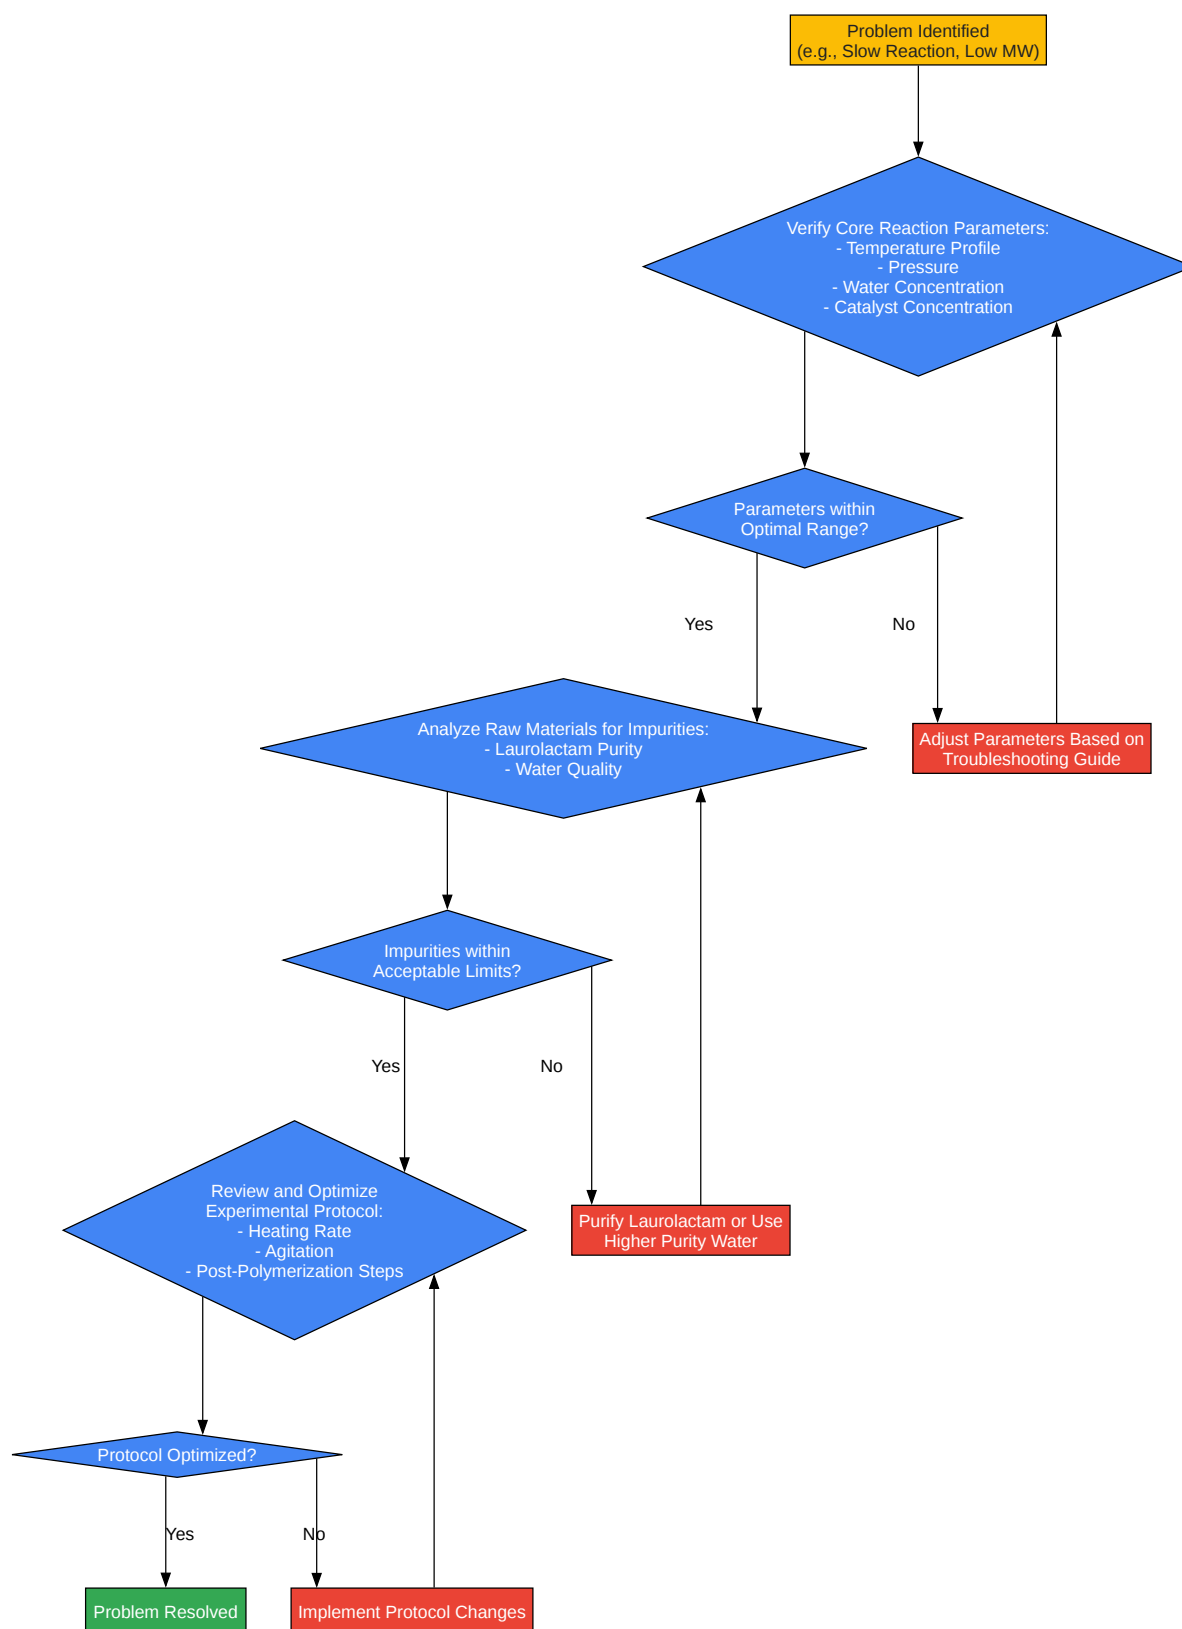 Problem Identified
(e.g., Slow Reaction, Low MW)
Verify Core Reaction Parameters:
- Temperature Profile
- Pressure
- Water Concentration
- Catalyst Concentration
Parameters within
Optimal Range?
Yes
No
Analyze Raw Materials for Impurities:
- Laurolactam Purity
- Water Quality
Adjust Parameters Based on
Troubleshooting Guide
Impurities within
Acceptable Limits?
Yes
No
Review and Optimize
Experimental Protocol:
- Heating Rate
- Agitation
- Post-Polymerization Steps
Purify Laurolactam or Use
Higher Purity Water
Protocol Optimized?
Yes
No
Problem Resolved
Implement Protocol Changes